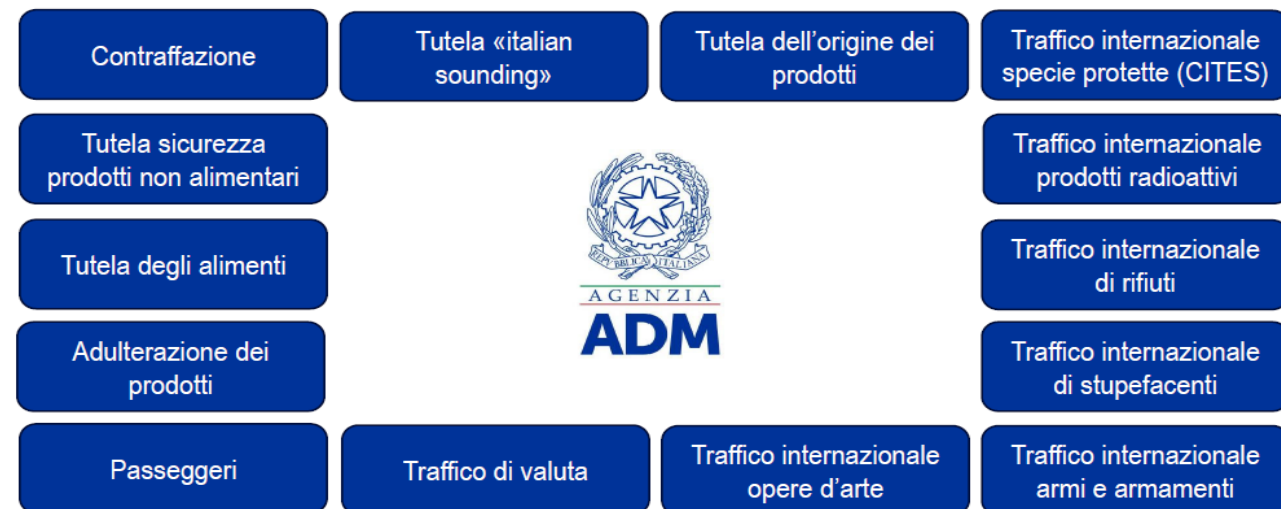 Contraffazione
Tutela «italian
sounding»
Tutela dell'origine dei
prodotti
Traffico internazionale
specie protette (CITES)
Tutela sicurezza
prodotti non alimentari
Traffico internazionale
prodotti radioattivi
Tutela degli alimenti
Traffico internazionale
di rifiuti
REPVBBLICA ITALIANA
AGENZIA
ADM
Adulterazione dei
prodotti
Traffico internazionale
di stupefacenti
Passeggeri
Traffico di valuta
Traffico internazionale
opere d'arte
Traffico internazionale
armi e armamenti